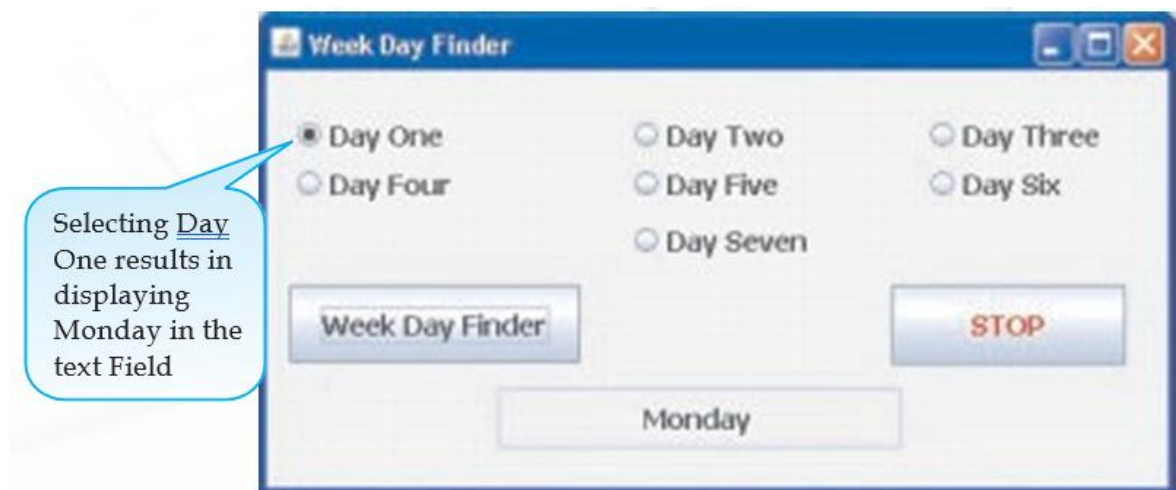 Week Day Finder
Day One
Day Two
Day Three
Day Four
Day Five
Day Six
Day Seven
Selecting Day
One results in
displaying
Monday in the
text Field
Week Day Finder
STOP
Monday